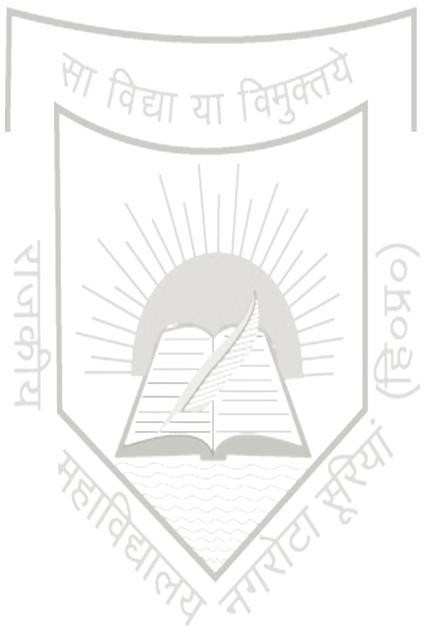 सा विद्या या विमुक्तये
राजकीय
महाविद्यालय
नगरोटा सूरियां
(हि०प्र०)